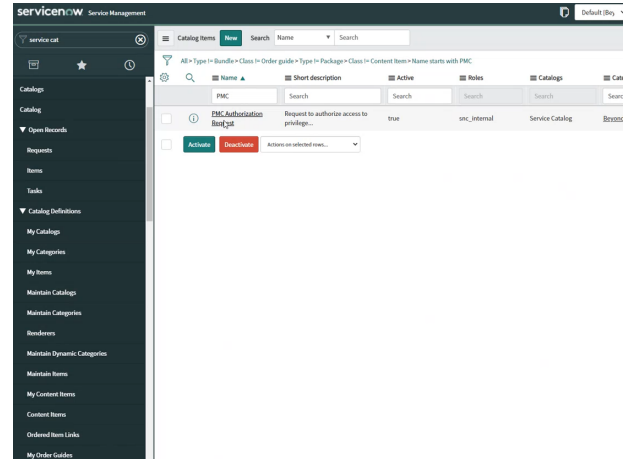 servicenow Service Management
Default (Bey
service cat
Catalog Items New Search Name Search
All > Type != Bundle > Class != Order guide > Type != Package > Class != Content Item > Name starts with PMC
Name Short description Active Roles Catalogs Cate
PMC Search Search Search Search Searc
PMC Authorization Request
Request to authorize access to privilege...
true snc_internal Service Catalog Beyond
Activate Deactivate Actions on selected rows...
Catalogs
Catalog
Open Records
Requests
Items
Tasks
Catalog Definitions
My Catalogs
My Categories
My Items
Maintain Catalogs
Maintain Categories
Renderers
Maintain Dynamic Categories
Maintain Items
My Content Items
Content Items
Ordered Item Links
My Order Guides